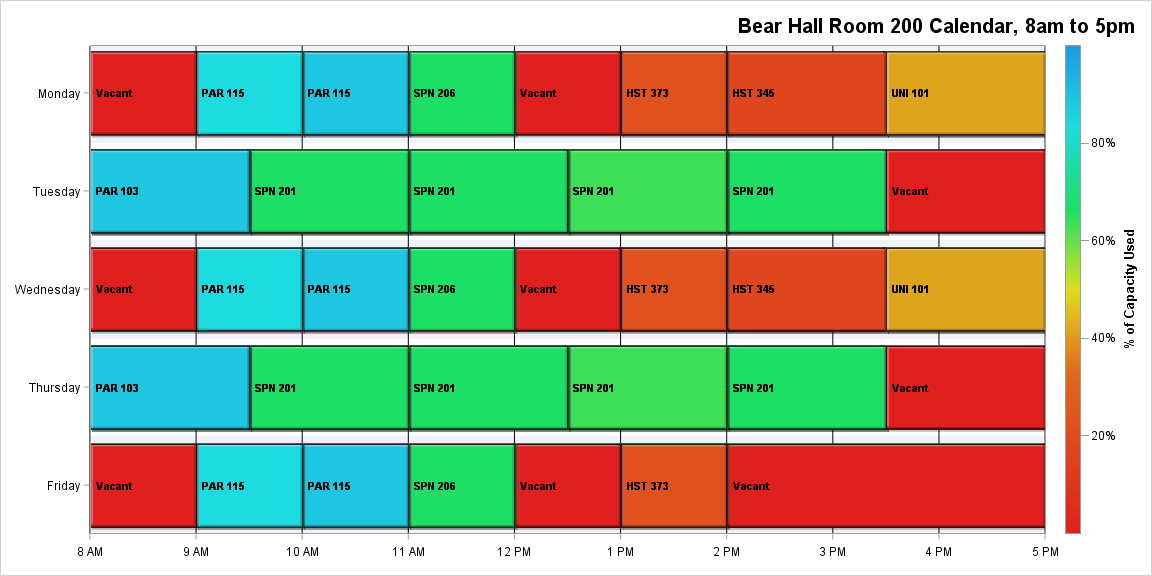 Bear Hall Room 200 Calendar, 8am to 5pm
Monday
Vacant
PAR 115
PAR 115
SPN 206
Vacant
HST 373
HST 345
UNI 101
Tuesday
PAR 103
SPN 201
SPN 201
SPN 201
SPN 201
Vacant
Wednesday
Vacant
PAR 115
PAR 115
SPN 206
Vacant
HST 373
HST 345
UNI 101
Thursday
PAR 103
SPN 201
SPN 201
SPN 201
SPN 201
Vacant
Friday
Vacant
PAR 115
PAR 115
SPN 206
Vacant
HST 373
Vacant
8 AM
9 AM
10 AM
11 AM
12 PM
1 PM
2 PM
3 PM
4 PM
5 PM
80%
60%
40%
20%
% of Capacity Used